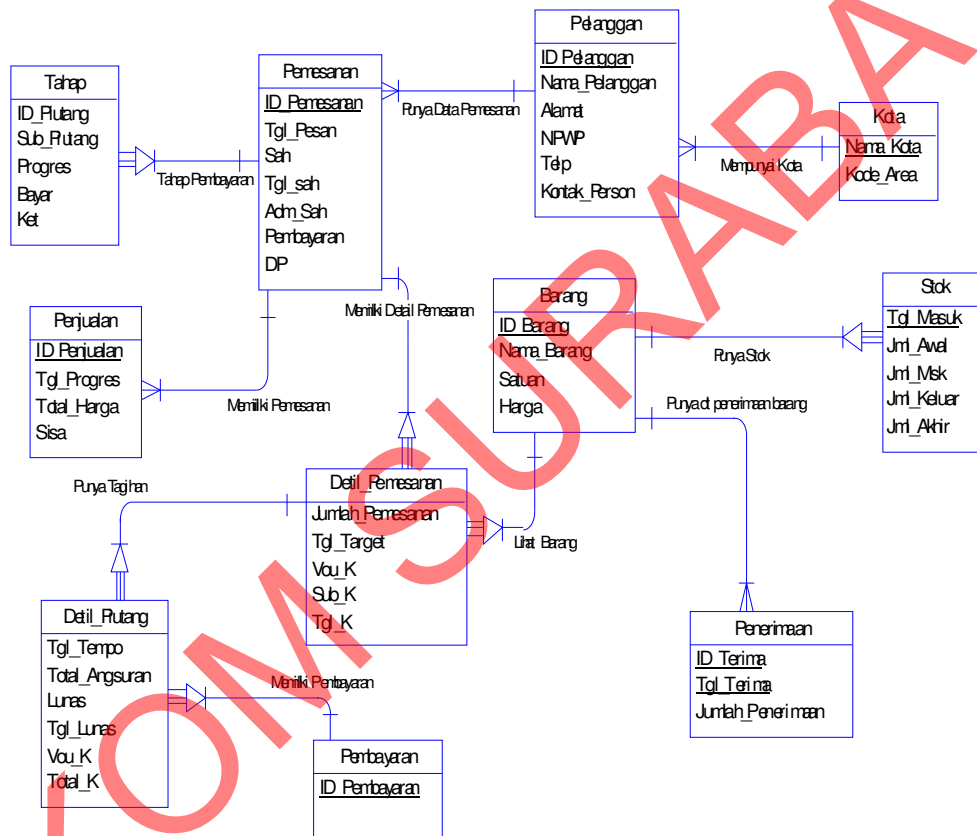 Pelanggan
ID_Pelanggan
Nama_Pelanggan
Alamat
NPWP
Telp
Kontak_Person
Pemesanan
ID_Pemesanan
Tgl_Pesan
Sah
Tgl_sah
Adm_Sah
Pembayaran
DP
Tahap
ID_Piutang
Sub_Piutang
Progres
Bayar
Ket
Kota
Nama_Kota
Kode_Area
Punya Data Pemesanan
Mempunyai Kota
Tahap Pembayaran
Penjualan
ID_Penjualan
Tgl_Progres
Total_Harga
Sisa
Memiliki Pemesanan
Memiliki Detail Pemesanan
Barang
ID_Barang
Nama_Barang
Satuan
Harga
Stok
Tgl_Masuk
Jml_Awal
Jml_Msk
Jml_Keluar
Jml_Akhir
Punya Stok
Punya dt penerimaan barang
Punya Tagihan
Detil_Pemesanan
Jumlah_Pemesanan
Tgl_Target
Vou_K
Sub_K
Tgl_K
Lihat Barang
Detil_Piutang
Tgl_Tempo
Total_Angsuran
Lunas
Tgl_Lunas
Vou_K
Total_K
Memiliki Pembayaran
Penerimaan
ID_Terima
Tgl_Terima
Jumlah_Penerimaan
Pembayaran
ID_Pembayaran
KOM SURABA